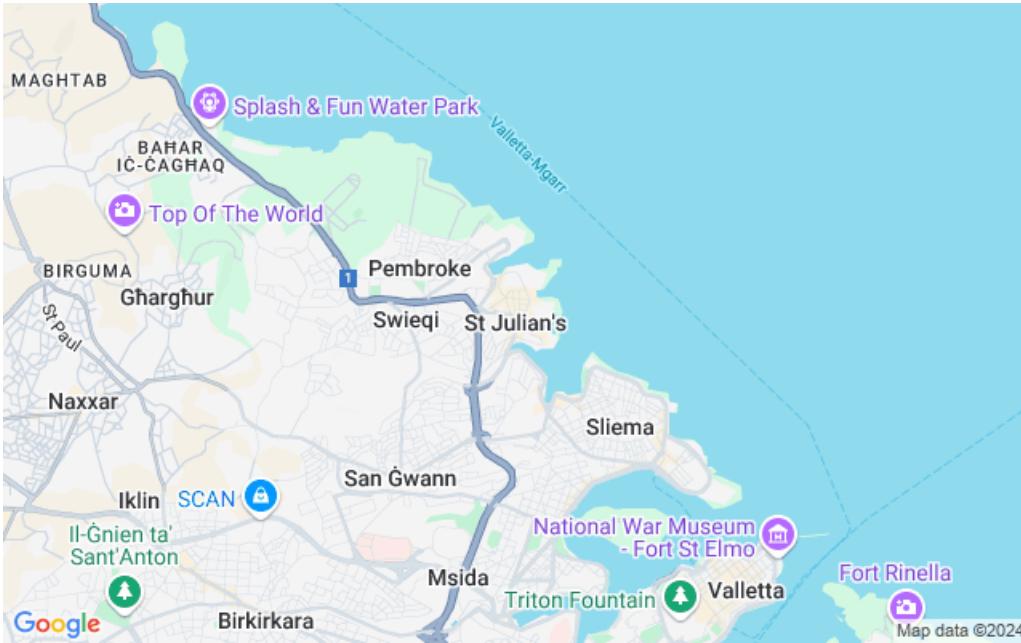 MAGHTAB
Splash & Fun Water Park
Valletta-Mgarr
BAĦAR
IĊ-ĊAGĦAQ
Top Of The World
BIRGUMA
Pembroke
1
Għargħur
St Paul
Swieqi
St Julian's
Naxxar
Sliema
San Ġwann
Iklin
SCAN
Il-Ġnien ta'
Sant'Anton
National War Museum
- Fort St Elmo
Msida
Valletta
Fort Rinella
Triton Fountain
Birkirkara
Google
Map data ©2024